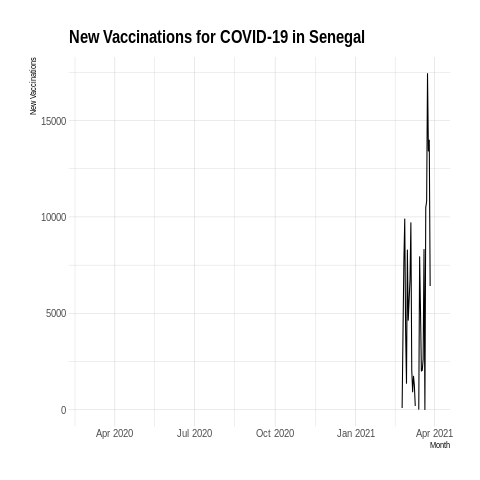 New Vaccinations for COVID-19 in Senegal
New Vaccinations
15000
10000
5000
0
Apr 2020 Jul 2020 Oct 2020 Jan 2021 Apr 2021
Month